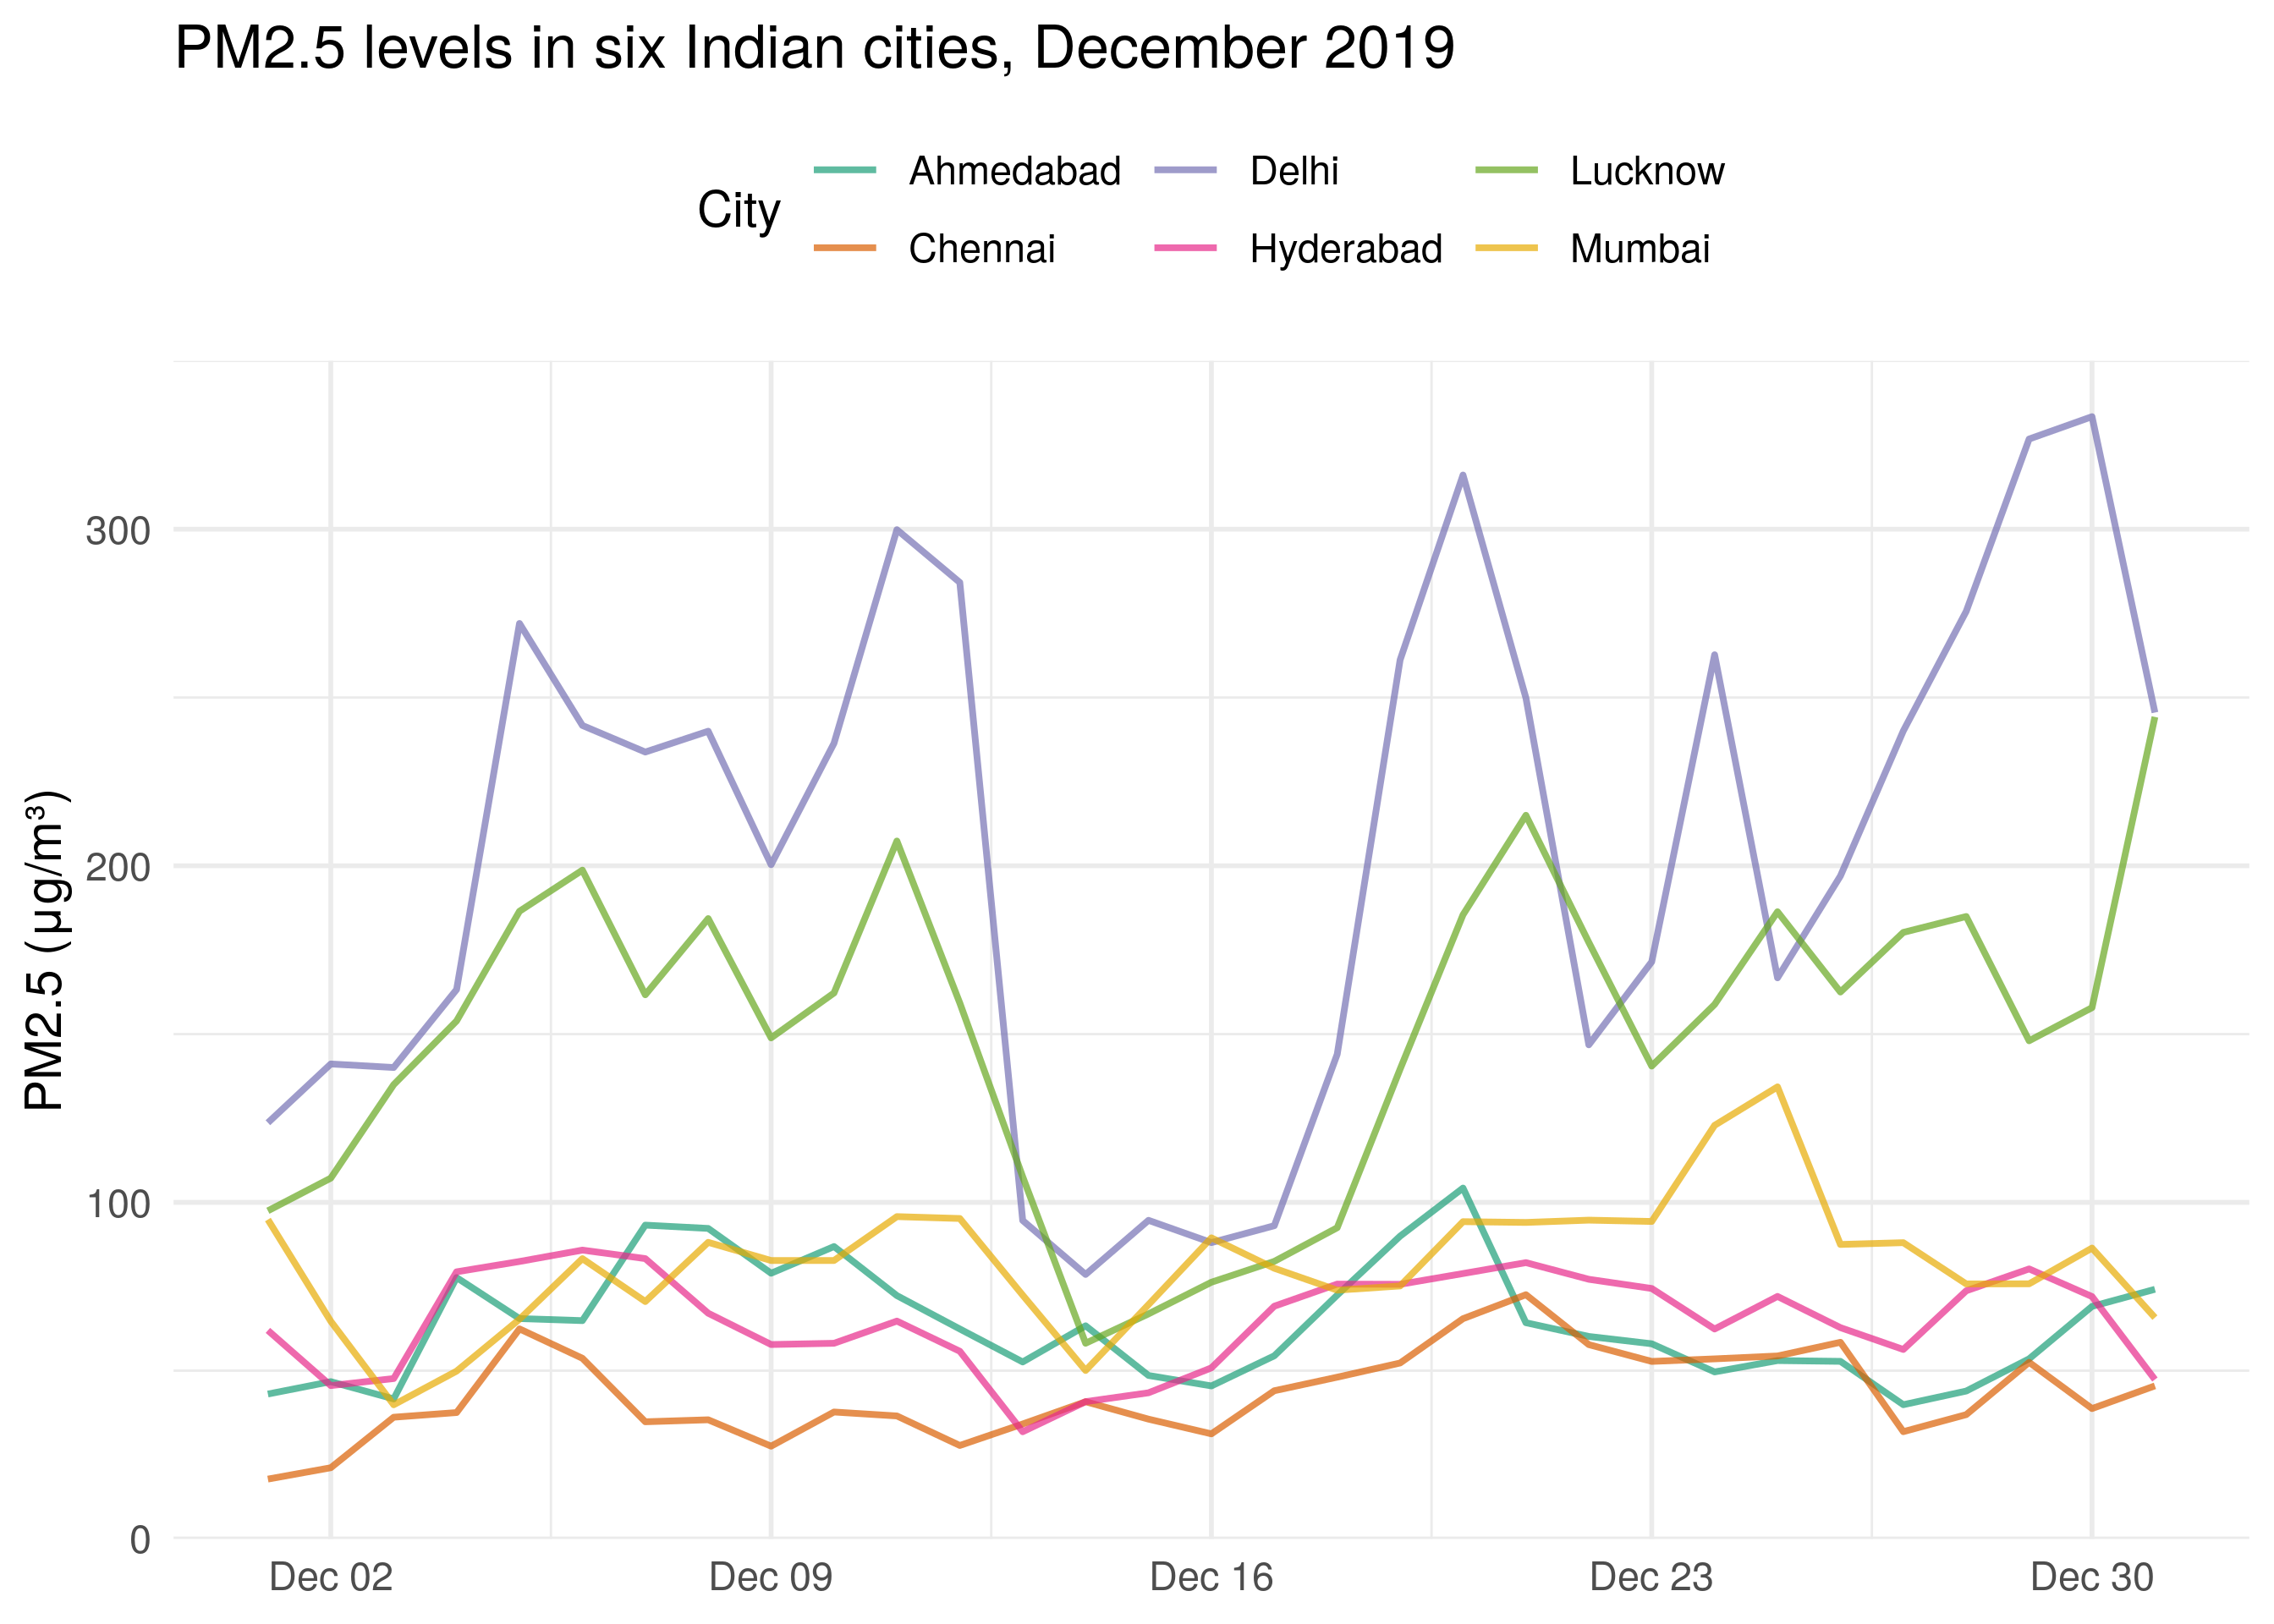 PM2.5 levels in six Indian cities, December 2019
City
Ahmedabad Delhi Lucknow
Chennai Hyderabad Mumbai
PM2.5 (µg/m³)
300
200
100
0
Dec 02 Dec 09 Dec 16 Dec 23 Dec 30